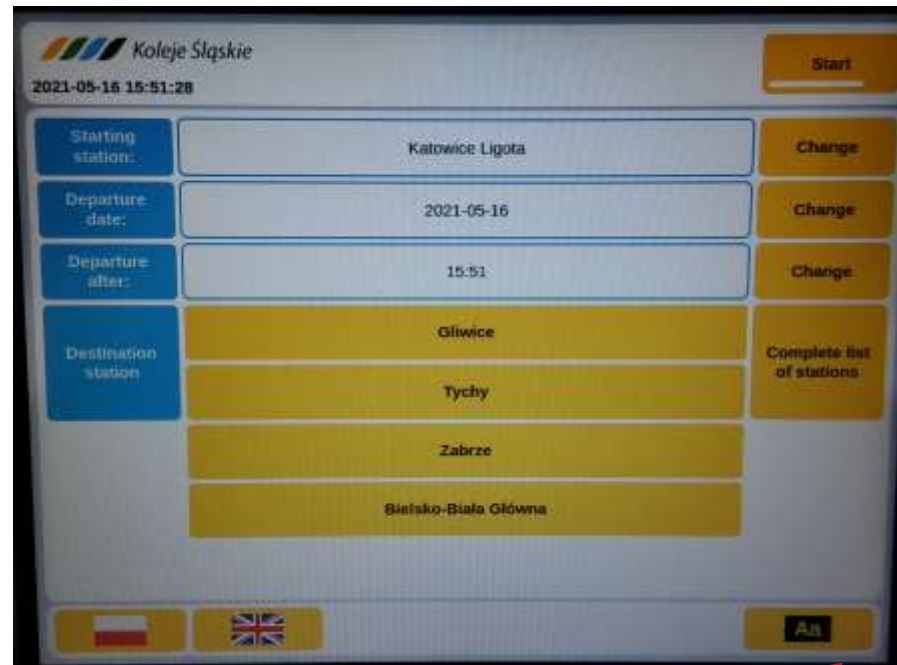 Koleje Śląskie
2021-05-16 15:51:28
Start
Starting
station:
Katowice Ligota
Change
Departure
date:
2021-05-16
Change
Departure
after:
15:51
Change
Destination
station
Gliwice
Tychy
Zabrze
Bielsko-Biała Główna
Complete list
of stations
Aa